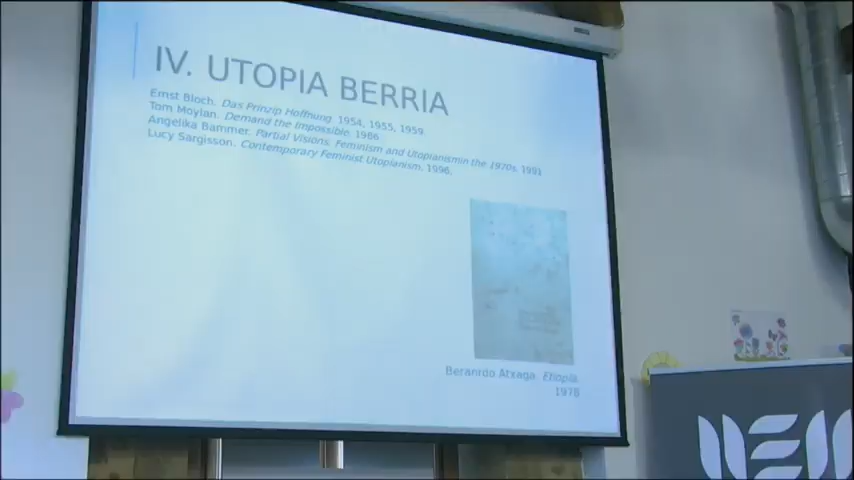 IV. UTOPIA BERRIA
Ernst Bloch. Das Prinzip Hoffnung. 1954, 1955, 1959.
Tom Moylan. Demand the Impossible. 1986.
Angelika Bammer. Partial Visions. Feminism and Utopianismin the 1970s. 1991
Lucy Sargisson. Contemporary Feminist Utopianism. 1996.
Beranrdo Atxaga. Etiopia.
1978